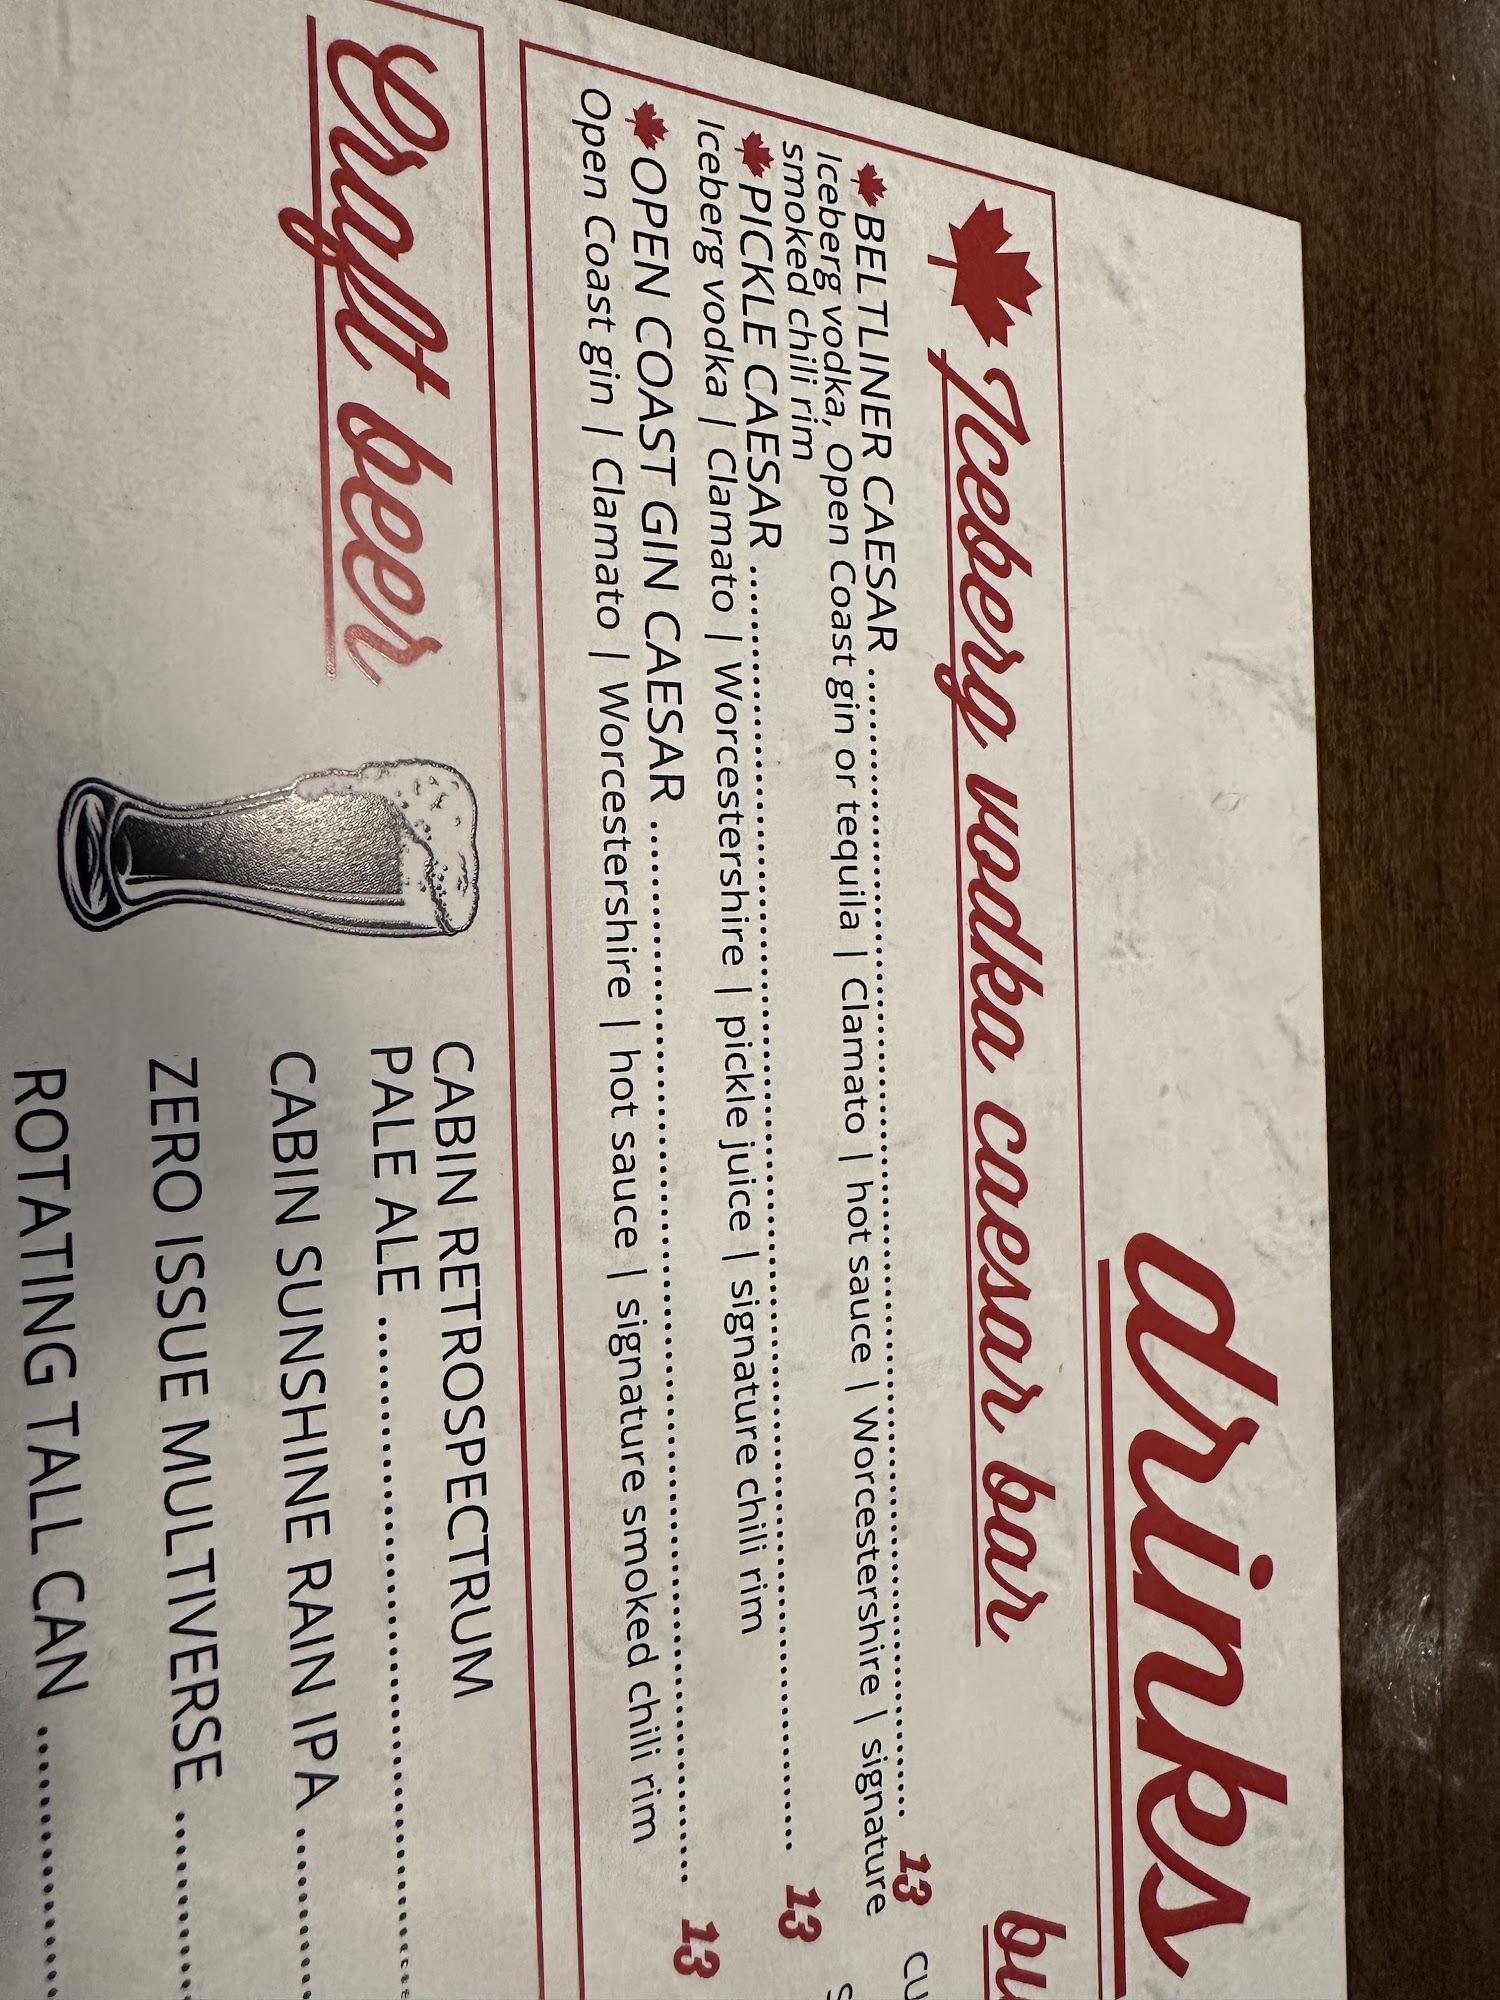 drinks
Iceberg vodka caesar bar
BELTLINER CAESAR ........................................ 13
Iceberg vodka, Open Coast gin or tequila | Clamato | hot sauce | Worcestershire | signature
smoked chili rim
PICKLE CAESAR ........................................ 13
Iceberg vodka | Clamato | Worcestershire | pickle juice | signature chili rim
OPEN COAST GIN CAESAR ........................................ 13
Open Coast gin | Clamato | Worcestershire | hot sauce | signature smoked chili rim
Draft beer
CABIN RETROSPECTRUM
PALE ALE ........................................
CABIN SUNSHINE RAIN IPA ..........
ZERO ISSUE MULTIVERSE ..........
ROTATING TALL CAN ....................